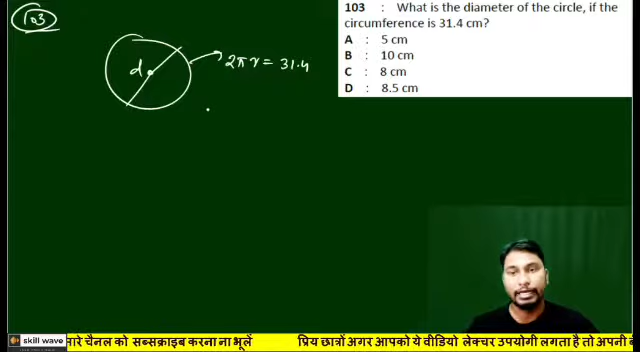 103
103 : What is the diameter of the circle, if the
circumference is 31.4 cm?
A : 5 cm
B : 10 cm
C : 8 cm
D : 8.5 cm
d
2πr = 31.4
skill wave
सारे चैनल को सब्सक्राइब करना ना भूलें प्रिय छात्रों अगर आपको ये वीडियो लेक्चर उपयोगी लगता है तो अपनी